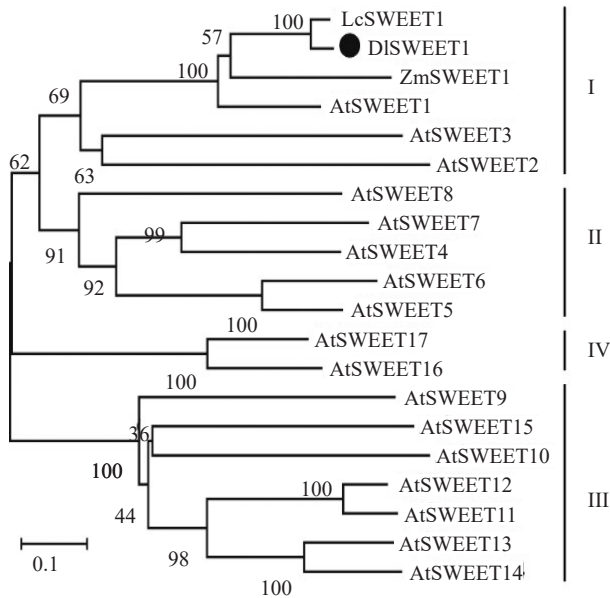 LcSWEET1
100
57
DlSWEET1
100
ZmSWEET1
I
69
AtSWEET1
AtSWEET3
62
63
AtSWEET2
AtSWEET8
AtSWEET7
99
II
91
AtSWEET4
92
AtSWEET6
AtSWEET5
100
AtSWEET17
IV
AtSWEET16
100
AtSWEET9
36
AtSWEET15
100
AtSWEET10
100
AtSWEET12
III
44
AtSWEET11
98
AtSWEET13
0.1
100
AtSWEET14